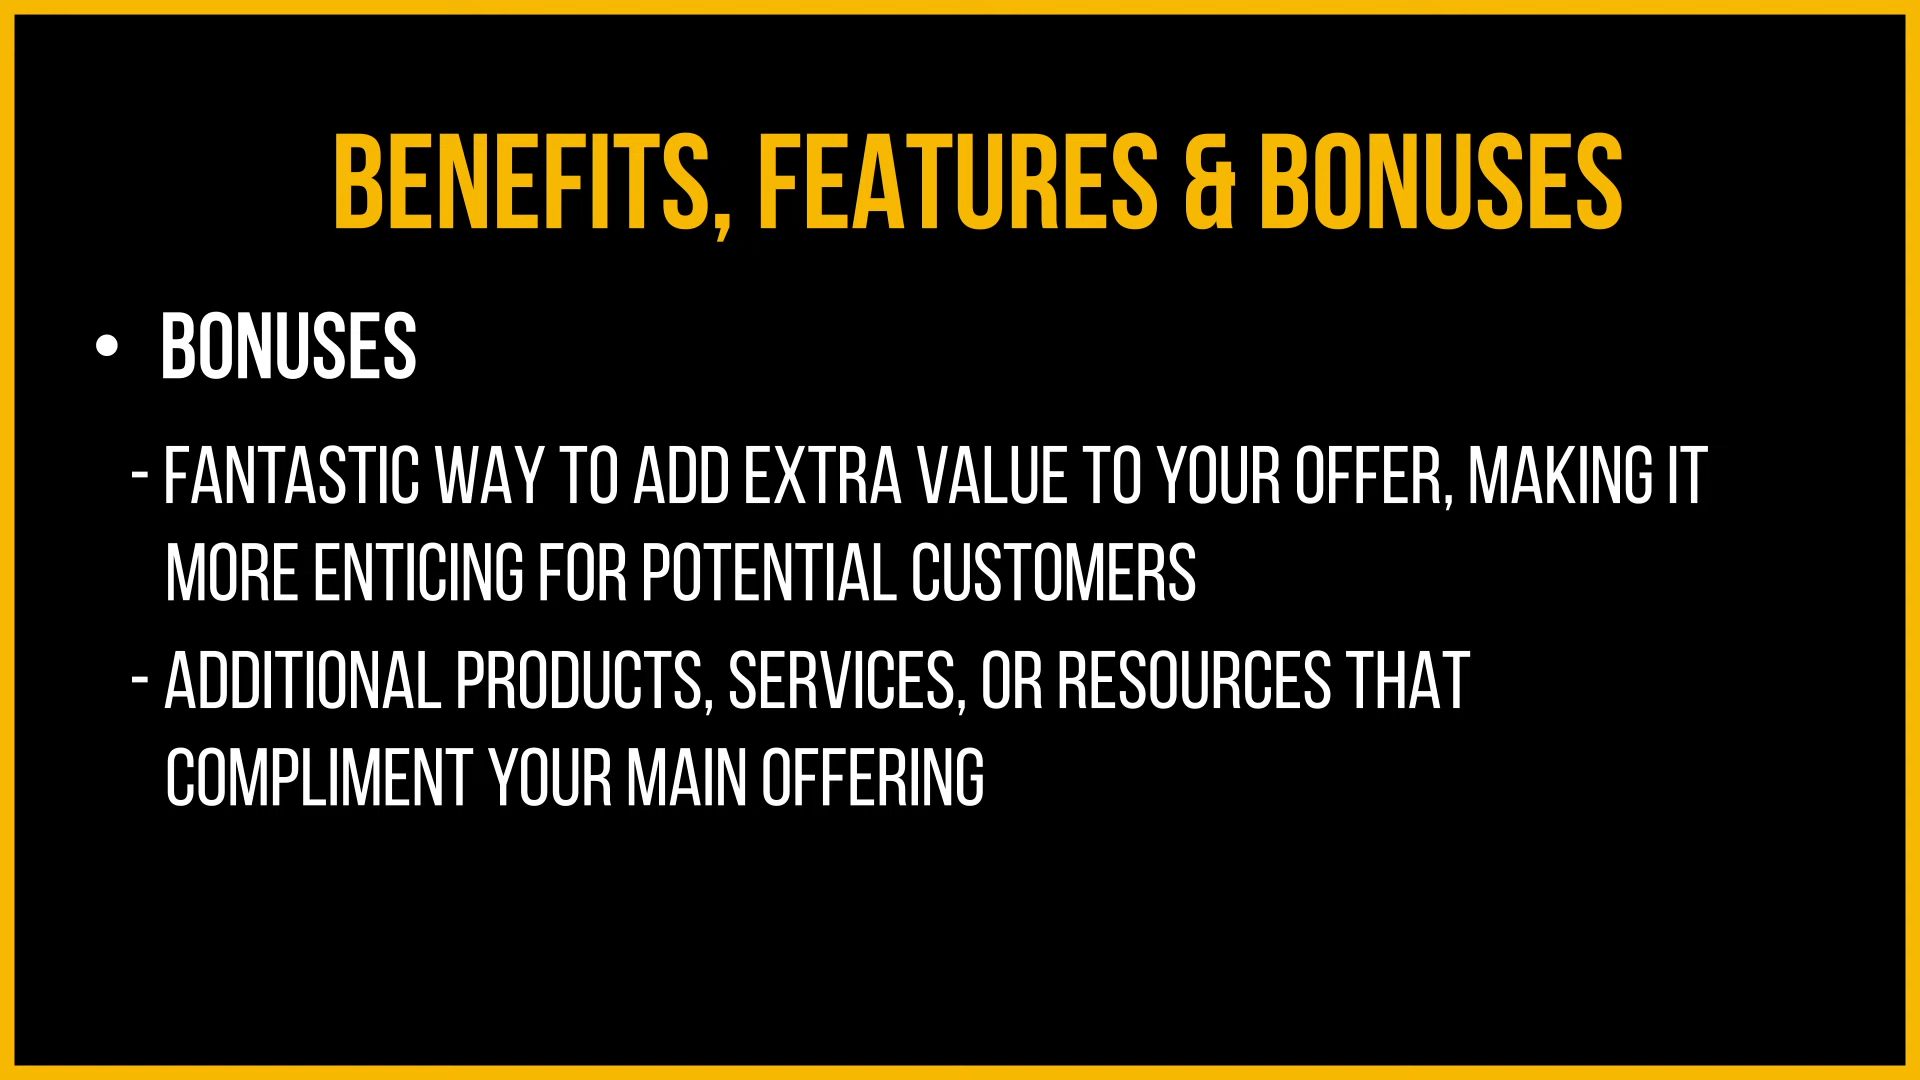 BENEFITS, FEATURES & BONUSES
• BONUSES
- FANTASTIC WAY TO ADD EXTRA VALUE TO YOUR OFFER, MAKING IT
MORE ENTICING FOR POTENTIAL CUSTOMERS
- ADDITIONAL PRODUCTS, SERVICES, OR RESOURCES THAT
COMPLIMENT YOUR MAIN OFFERING